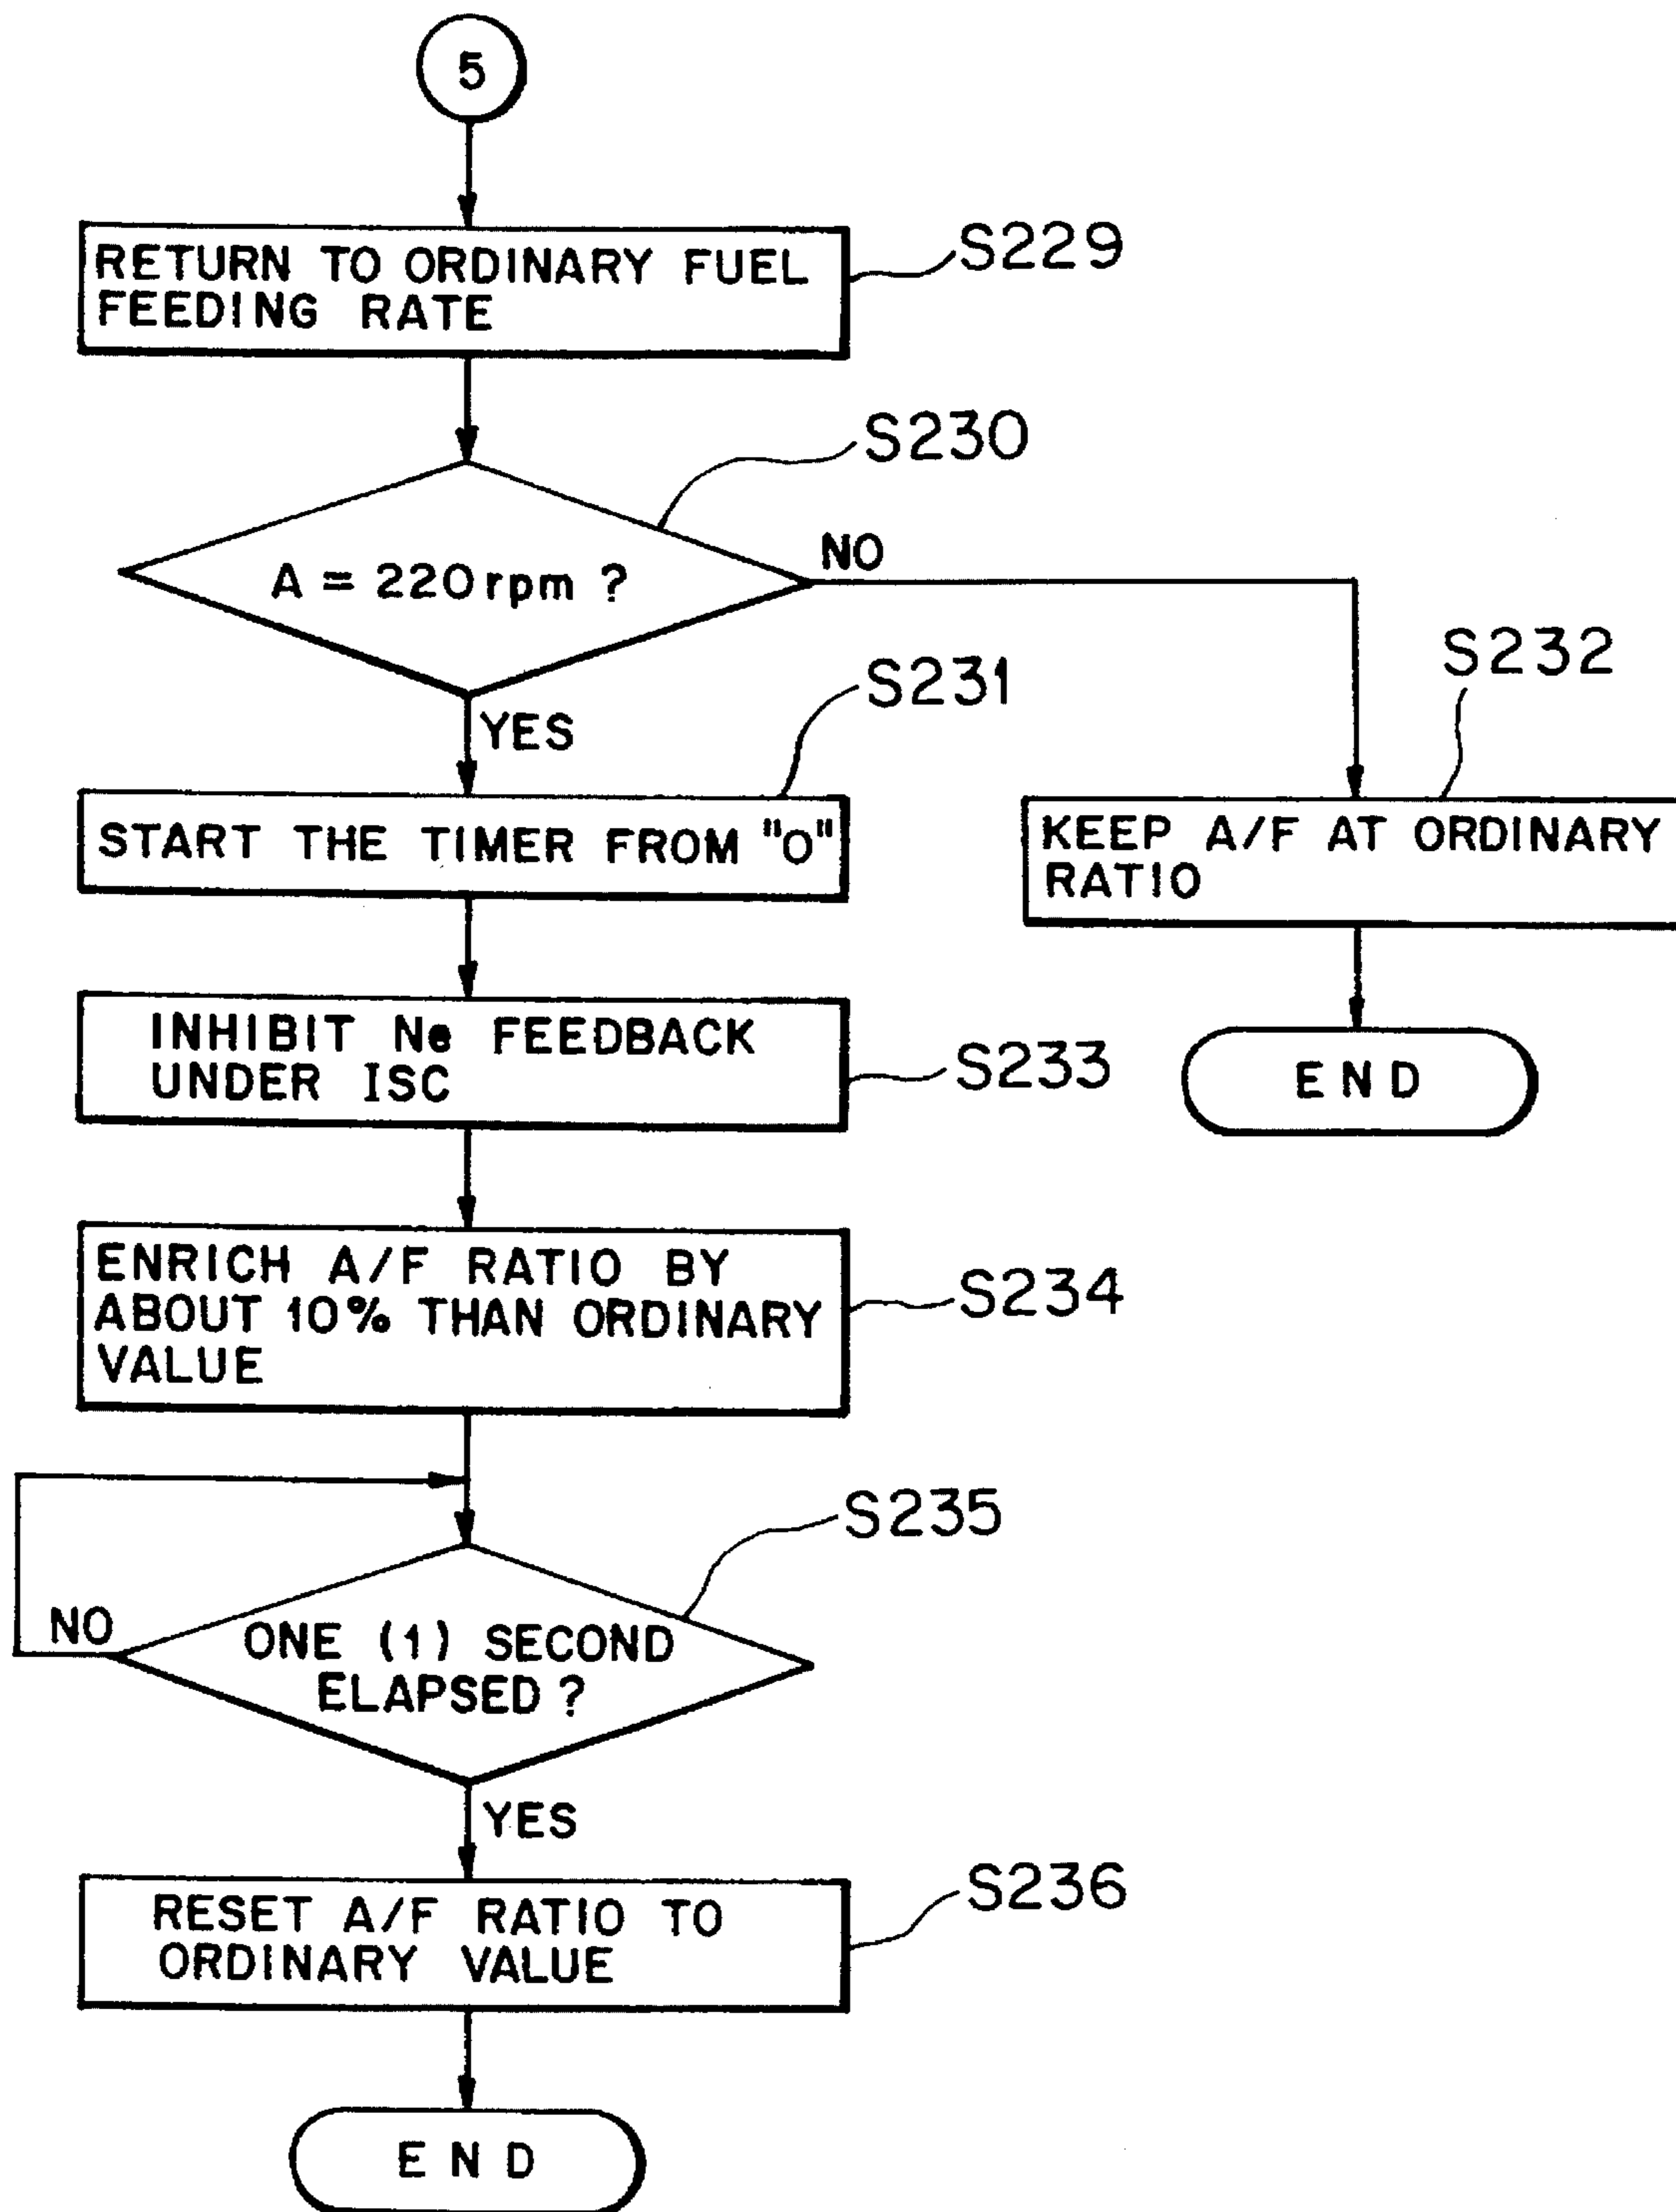 5
RETURN TO ORDINARY FUEL
FEEDING RATE
S229
S230
A = 220rpm ?
NO
YES
S231
START THE TIMER FROM "0"
S232
KEEP A/F AT ORDINARY
RATIO
END
INHIBIT Ne FEEDBACK
UNDER ISC
S233
ENRICH A/F RATIO BY
ABOUT 10% THAN ORDINARY
VALUE
S234
S235
NO
ONE (1) SECOND
ELAPSED ?
YES
S236
RESET A/F RATIO TO
ORDINARY VALUE
END